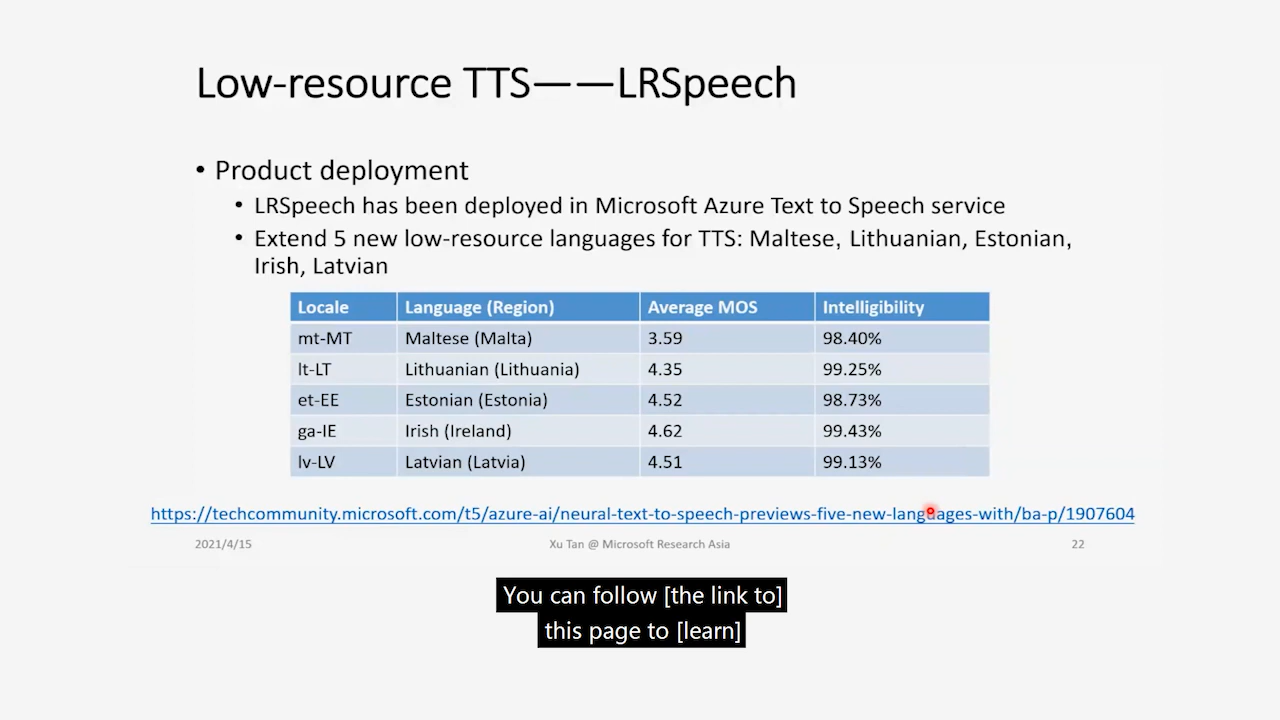 Low-resource TTS——LRSpeech
• Product deployment
• LRSpeech has been deployed in Microsoft Azure Text to Speech service
• Extend 5 new low-resource languages for TTS: Maltese, Lithuanian, Estonian,
Irish, Latvian
Locale Language (Region) Average MOS Intelligibility
mt-MT Maltese (Malta) 3.59 98.40%
lt-LT Lithuanian (Lithuania) 4.35 99.25%
et-EE Estonian (Estonia) 4.52 98.73%
ga-IE Irish (Ireland) 4.62 99.43%
lv-LV Latvian (Latvia) 4.51 99.13%
https://techcommunity.microsoft.com/t5/azure-ai/neural-text-to-speech-previews-five-new-languages-with/ba-p/1907604
2021/4/15 Xu Tan @ Microsoft Research Asia 22
You can follow [the link to]
this page to [learn]